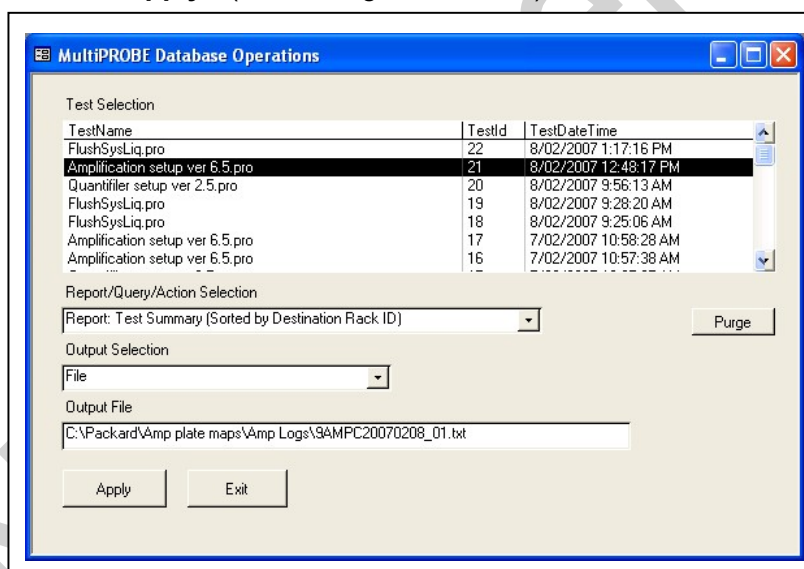 MultiPROBE Database Operations
Test Selection
TestName TestId TestDateTime
FlushSysLiq.pro 22 8/02/2007 1:17:16 PM
Amplification setup ver 6.5.pro 21 8/02/2007 12:48:17 PM
Quantifiler setup ver 2.5.pro 20 8/02/2007 9:56:13 AM
FlushSysLiq.pro 19 8/02/2007 9:28:20 AM
FlushSysLiq.pro 18 8/02/2007 9:25:06 AM
Amplification setup ver 6.5.pro 17 7/02/2007 10:58:28 AM
Amplification setup ver 6.5.pro 16 7/02/2007 10:57:38 AM
Report/Query/Action Selection
Report: Test Summary (Sorted by Destination Rack ID)
Purge
Output Selection
File
Output File
C:\Packard\Amp plate maps\Amp Logs\9AMPC20070208_01.txt
Apply Exit